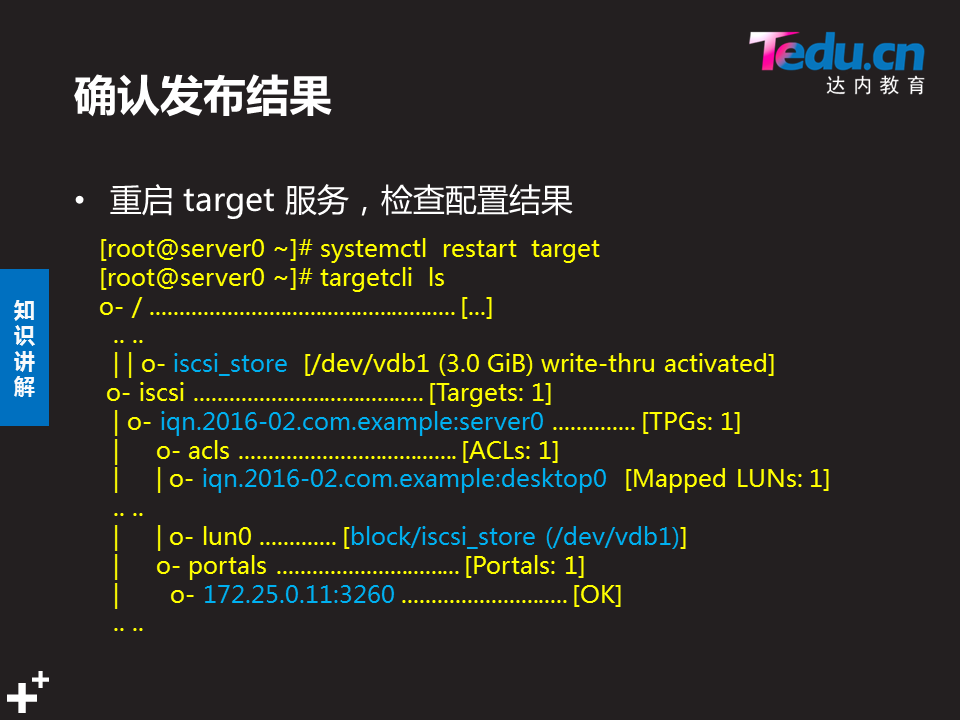 Tedu.cn
达内教育
确认发布结果
• 重启 target 服务，检查配置结果
[root@server0 ~]# systemctl restart target
[root@server0 ~]# targetcli ls
o- / ................................................... [...]
.. ..
| | o- iscsi_store [/dev/vdb1 (3.0 GiB) write-thru activated]
o- iscsi ...................................... [Targets: 1]
| o- iqn.2016-02.com.example:server0 .............. [TPGs: 1]
| o- acls .................................... [ACLs: 1]
| | o- iqn.2016-02.com.example:desktop0 [Mapped LUNs: 1]
.. ..
| | o- lun0 ............. [block/iscsi_store (/dev/vdb1)]
| o- portals .............................. [Portals: 1]
| o- 172.25.0.11:3260 ............................ [OK]
.. ..
知识讲解